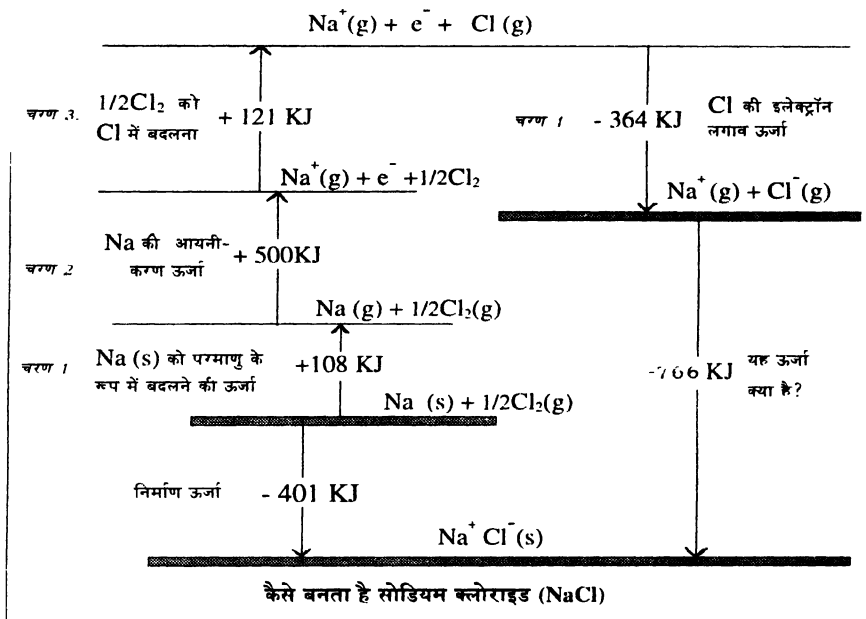 Na⁺(g) + e⁻ + Cl (g)
चरण 3. 1/2Cl₂ को
Cl में बदलना
+ 121 KJ
चरण 1
- 364 KJ
Cl की इलेक्ट्रॉन
लगाव ऊर्जा
Na⁺(g) + e⁻ +1/2Cl₂
Na⁺(g) + Cl⁻(g)
चरण 2
Na की आयनी-
करण ऊर्जा
+ 500KJ
Na (g) + 1/2Cl₂(g)
चरण 1
Na (s) को परमाणु के
रूप में बदलने की ऊर्जा
+108 KJ
-766 KJ
यह ऊर्जा
क्या है?
Na (s) + 1/2Cl₂(g)
निर्माण ऊर्जा
- 401 KJ
Na⁺ Cl⁻(s)
कैसे बनता है सोडियम क्लोराइड (NaCl)